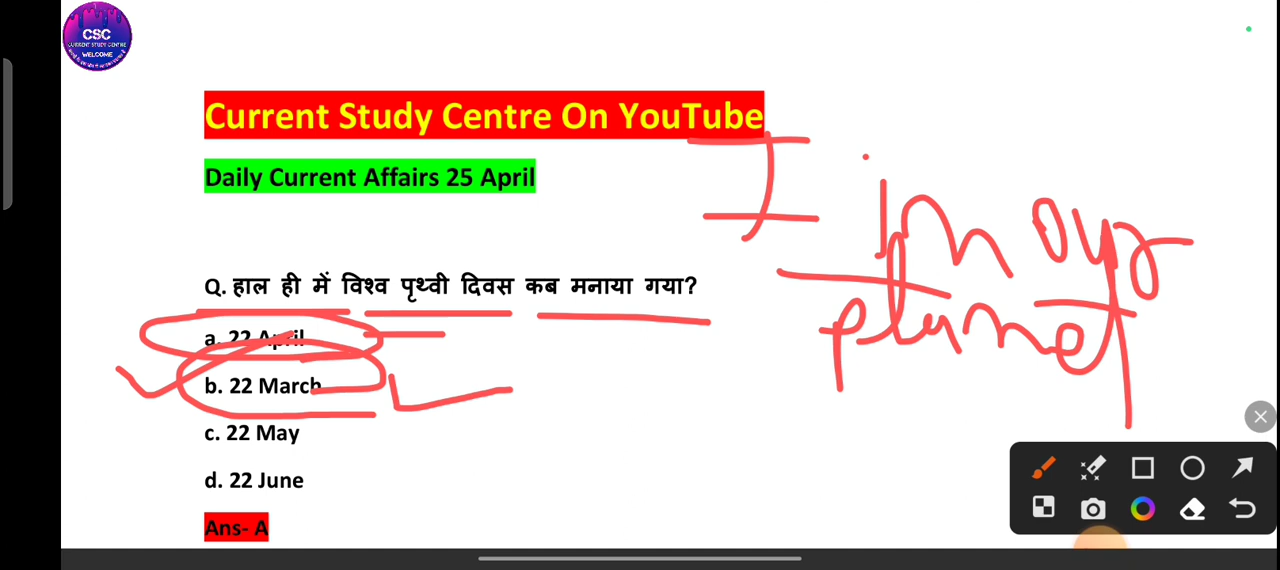 CSC
CURRENT STUDY CENTRE
WELCOME
Current Study Centre On YouTube
Daily Current Affairs 25 April
in our
planet
Q. हाल ही में विश्व पृथ्वी दिवस कब मनाया गया?
a. 22 April
b. 22 March
c. 22 May
d. 22 June
Ans- A